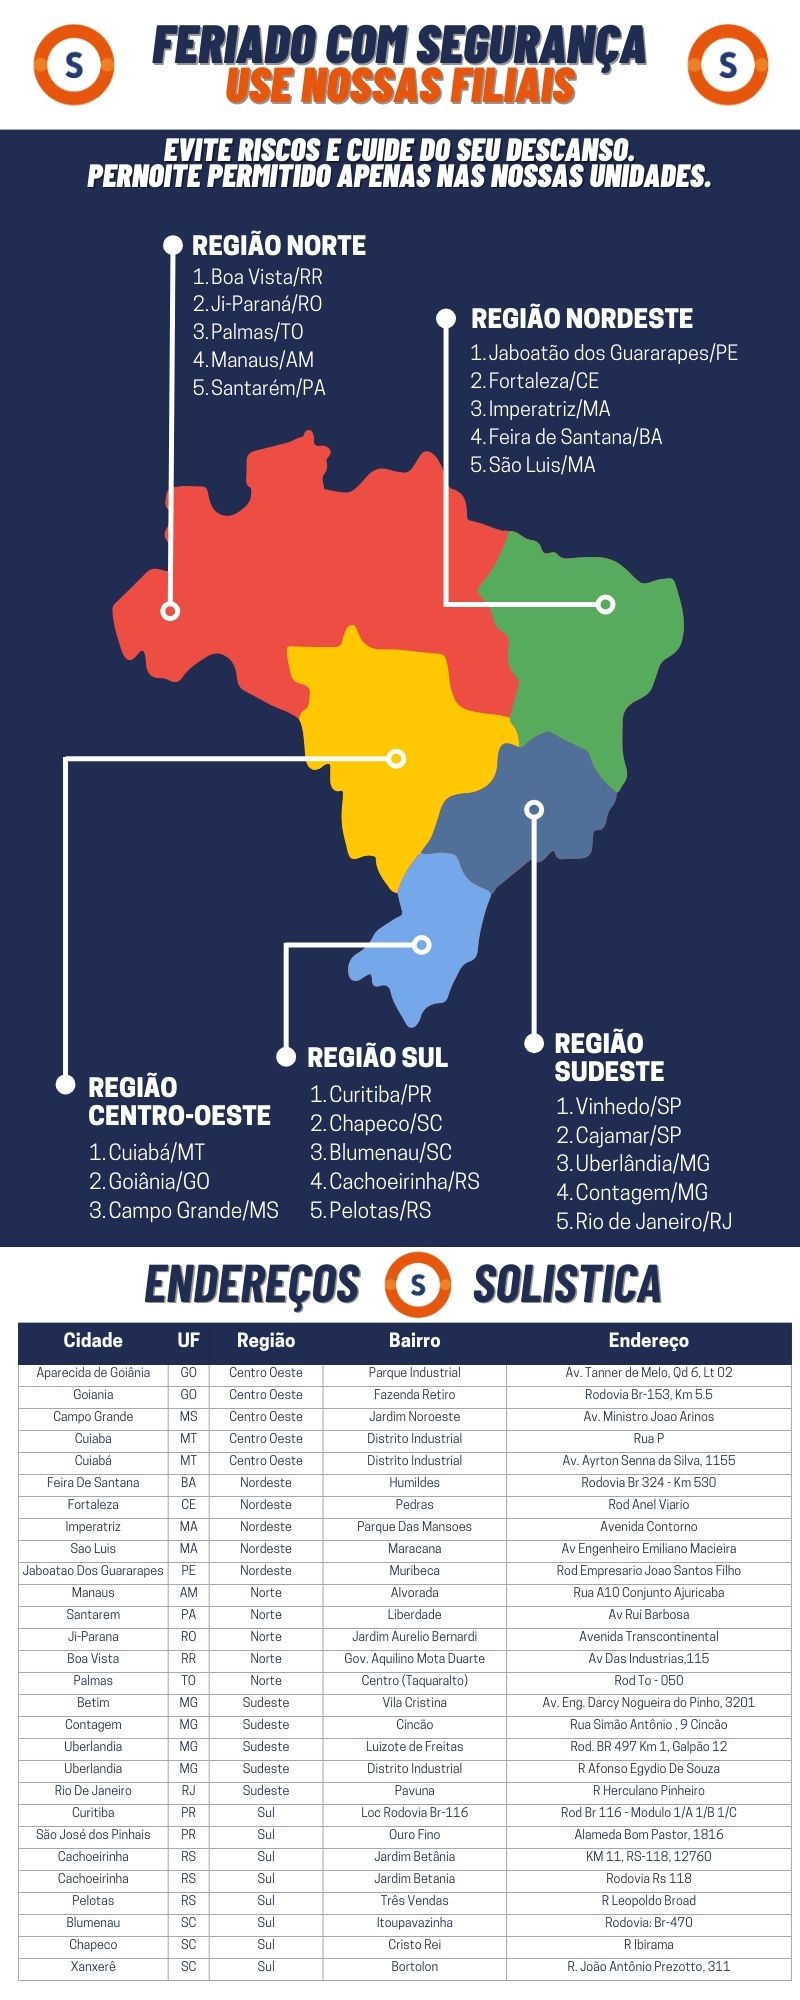 S
FERIADO COM SEGURANÇA
S
USE NOSSAS FILIAIS
EVITE RISCOS E CUIDE DO SEU DESCANSO.
PERNOITE PERMITIDO APENAS NAS NOSSAS UNIDADES.
REGIÃO NORTE
1. Boa Vista/RR
2. Ji-Paraná/RO
3. Palmas/TO
4. Manaus/AM
5. Santarém/PA
REGIÃO NORDESTE
1. Jaboatão dos Guararapes/PE
2. Fortaleza/CE
3. Imperatriz/MA
4. Feira de Santana/BA
5. São Luis/MA
REGIÃO
CENTRO-OESTE
1. Cuiabá/MT
2. Goiânia/GO
3. Campo Grande/MS
REGIÃO SUL
1. Curitiba/PR
2. Chapeco/SC
3. Blumenau/SC
4. Cachoeirinha/RS
5. Pelotas/RS
REGIÃO
SUDESTE
1. Vinhedo/SP
2. Cajamar/SP
3. Uberlândia/MG
4. Contagem/MG
5. Rio de Janeiro/RJ
ENDEREÇOS S SOLISTICA
Cidade UF Região Bairro Endereço
Aparecida de Goiânia GO Centro Oeste Parque Industrial Av. Tanner de Melo, Qd 6, Lt 02
Goiania GO Centro Oeste Fazenda Retiro Rodovia Br-153, Km 5.5
Campo Grande MS Centro Oeste Jardim Noroeste Av. Ministro Joao Arinos
Cuiaba MT Centro Oeste Distrito Industrial Rua P
Cuiabá MT Centro Oeste Distrito Industrial Av. Ayrton Senna da Silva, 1155
Feira De Santana BA Nordeste Humildes Rodovia Br 324 - Km 530
Fortaleza CE Nordeste Pedras Rod Anel Viario
Imperatriz MA Nordeste Parque Das Mansoes Avenida Contorno
Sao Luis MA Nordeste Maracana Av Engenheiro Emiliano Macieira
Jaboatao Dos Guararapes PE Nordeste Muribeca Rod Empresario Joao Santos Filho
Manaus AM Norte Alvorada Rua A10 Conjunto Ajuricaba
Santarem PA Norte Liberdade Av Rui Barbosa
Ji-Parana RO Norte Jardim Aurelio Bernardi Avenida Transcontinental
Boa Vista RR Norte Gov. Aquilino Mota Duarte Av Das Industrias,115
Palmas TO Norte Centro (Taquaralto) Rod To - 050
Betim MG Sudeste Vila Cristina Av. Eng. Darcy Nogueira do Pinho, 3201
Contagem MG Sudeste Cincão Rua Simão Antônio , 9 Cincão
Uberlandia MG Sudeste Luizote de Freitas Rod. BR 497 Km 1, Galpão 12
Uberlandia MG Sudeste Distrito Industrial R Afonso Egydio De Souza
Rio De Janeiro RJ Sudeste Pavuna R Herculano Pinheiro
Curitiba PR Sul Loc Rodovia Br-116 Rod Br 116 - Modulo 1/A 1/B 1/C
São José dos Pinhais PR Sul Ouro Fino Alameda Bom Pastor, 1816
Cachoeirinha RS Sul Jardim Betânia KM 11, RS-118, 12760
Cachoeirinha RS Sul Jardim Betania Rodovia Rs 118
Pelotas RS Sul Três Vendas R Leopoldo Broad
Blumenau SC Sul Itoupavazinha Rodovia: Br-470
Chapeco SC Sul Cristo Rei R Ibirama
Xanxerê SC Sul Bortolon R. João Antônio Prezotto, 311